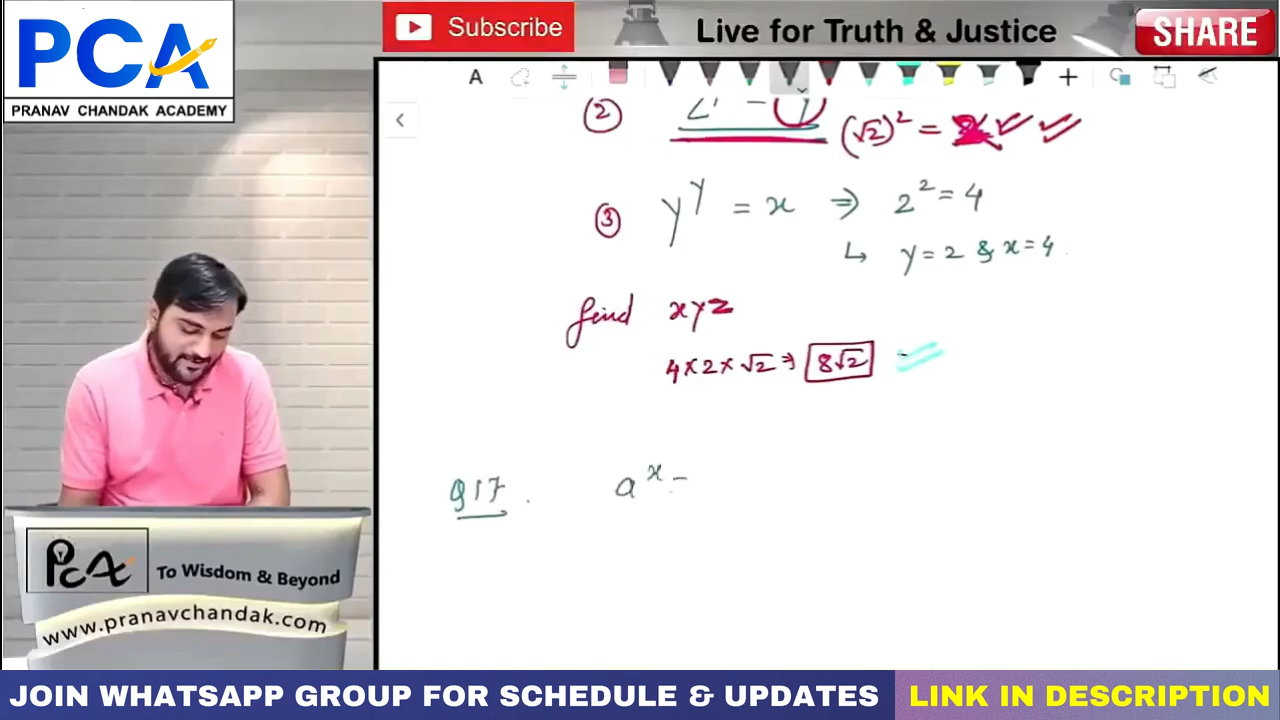 PCA
PRANAV CHANDAK ACADEMY
Subscribe
Live for Truth & Justice
SHARE
A
②
(√2)² =
③ y^y = x ⇒ 2² = 4
↳ y = 2 & x = 4
find xyz
4 × 2 × √2 ⇒ 8√2
Q17. a^x =
PCA To Wisdom & Beyond
www.pranavchandak.com
JOIN WHATSAPP GROUP FOR SCHEDULE & UPDATES LINK IN DESCRIPTION